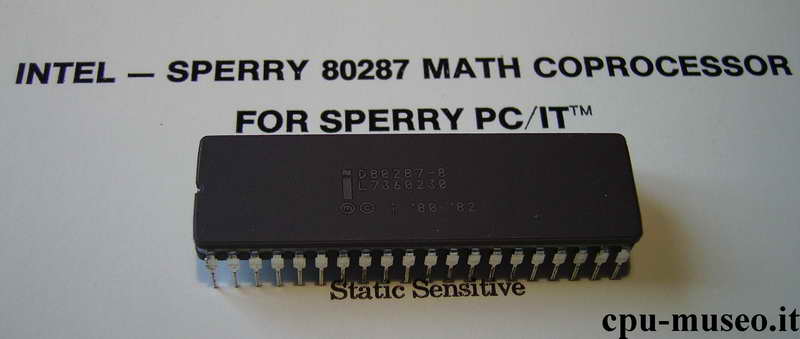 INTEL — SPERRY 80287 MATH COPROCESSOR
FOR SPERRY PC/IT™
D80287-8
L7360230
Ⓜ © i '80 '82
Static Sensitive
cpu-museo.it